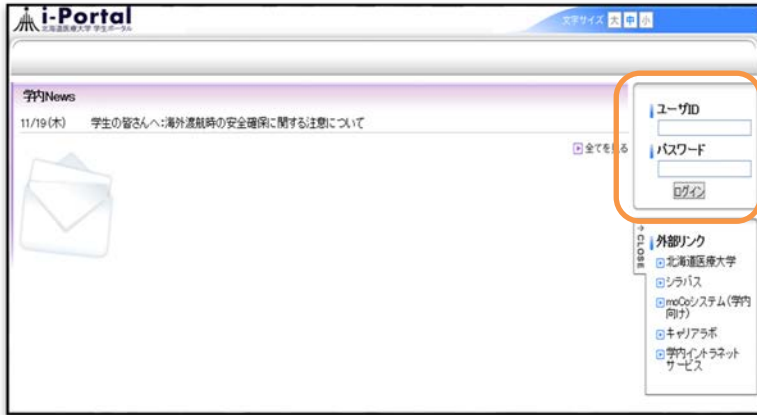 i-Portal
北海道医療大学 学生ポータル
文字サイズ 大 中 小
学内News
11/19(木) 学生の皆さんへ:海外渡航時の安全確保に関する注意について
全てを見る
ユーザID
パスワード
ログイン
↑CLOSE
外部リンク
北海道医療大学
シラバス
moCoシステム(学内
向け)
キャリアラボ
学内イントラネット
サービス